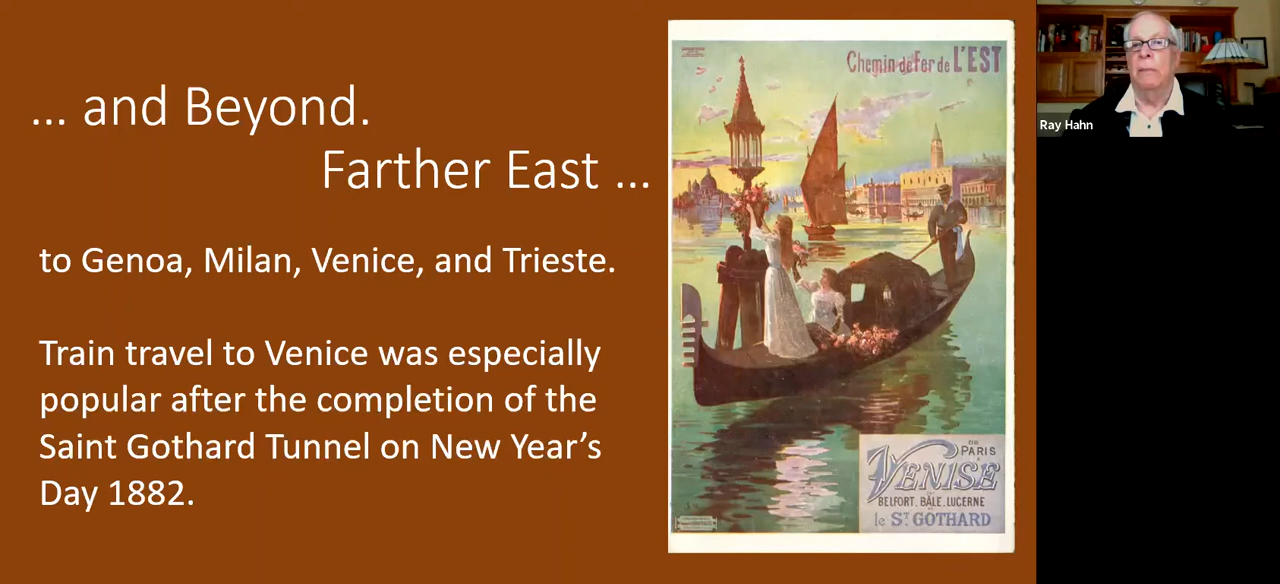 ... and Beyond.
Farther East ...
to Genoa, Milan, Venice, and Trieste.
Train travel to Venice was especially
popular after the completion of the
Saint Gothard Tunnel on New Year’s
Day 1882.
Chemin de Fer de L'EST
DE
PARIS
A
VENISE
BELFORT, BÂLE, LUCERNE
le ST GOTHARD
Ray Hahn